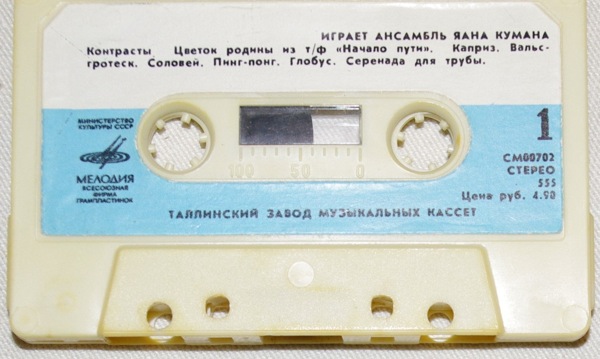 ИГРАЕТ АНСАМБЛЬ ЯАНА КУМАНА
Контрасты Цветок родины из т/ф «Начало пути». Каприз. Вальс-
гротеск. Соловей. Пинг-понг. Глобус. Серенада для трубы.
МИНИСТЕРСТВО
КУЛЬТУРЫ СССР
МЕЛОДИЯ
ВСЕСОЮЗНАЯ
ФИРМА
ГРАМПЛАСТИНОК
100 50 0
1
СМ00702
СТЕРЕО
555
Цена руб. 4.90
ТАЛЛИНСКИЙ ЗАВОД МУЗЫКАЛЬНЫХ КАССЕТ